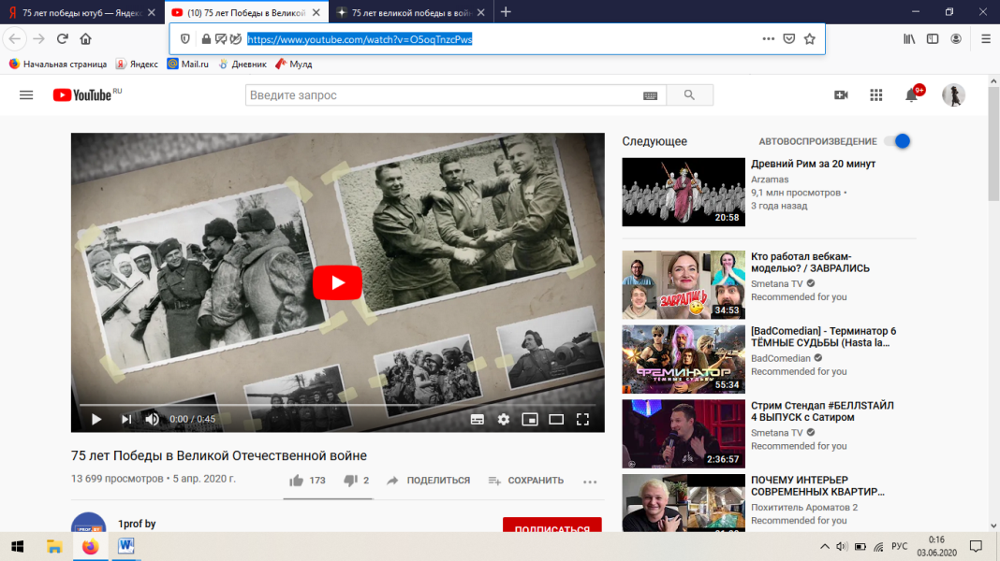 75 лет победы ютуб — Яндекс
(10) 75 лет Победы в Великой
75 лет великой победы в войн
https://www.youtube.com/watch?v=O5oqTnzcPws
Начальная страница
Яндекс
Mail.ru
Дневник
Мулд
YouTube RU
Введите запрос
9+
0:00 / 0:45
75 лет Победы в Великой Отечественной войне
13 699 просмотров • 5 апр. 2020 г.
173
2
ПОДЕЛИТЬСЯ
СОХРАНИТЬ
1prof by
ПОДПИСАТЬСЯ
Следующее
АВТОВОСПРОИЗВЕДЕНИЕ
20:58
Древний Рим за 20 минут
Arzamas
9,1 млн просмотров •
3 года назад
ЗАВРАЛИСЬ
34:53
Кто работал вебкам-
моделью? / ЗАВРАЛИСЬ
Smetana TV
Recommended for you
ФЕМИНАТОР
ТЁМНЫЕ СУДЬБЫ
55:34
[BadComedian] - Терминатор 6
ТЁМНЫЕ СУДЬБЫ (Hasta la...
BadComedian
Recommended for you
2:36:57
Стрим Стендап #БЕЛЛSТАЙЛ
4 ВЫПУСК с Сатиром
Smetana TV
Recommended for you
ПОЧЕМУ ИНТЕРЬЕР
СОВРЕМЕННЫХ КВАРТИР...
Похититель Ароматов 2
Recommended for you
РУС
0:16
03.06.2020